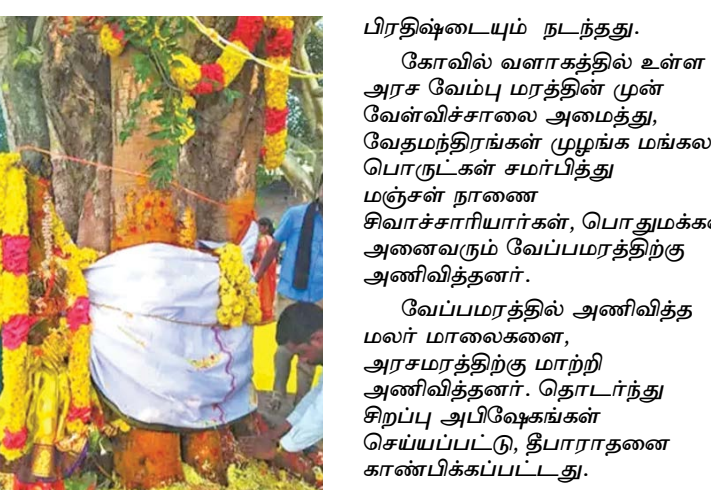 பிரதிஷ்டையும் நடந்தது.
கோவில் வளாகத்தில் உள்ள
அரச வேம்பு மரத்தின் முன்
வேள்விச்சாலை அமைத்து,
வேதமந்திரங்கள் முழங்க மங்கல
பொருட்கள் சமர்பித்து
மஞ்சள் நாணை
சிவாச்சாரியார்கள்,
அனைவரும் வேப்பமரத்திற்கு
அணிவித்தனர்.
வேப்பமரத்தில் அணிவித்த
மலர் மாலைகளை,
அரசமரத்திற்கு மாற்றி
அணிவித்தனர். தொடர்ந்து
சிறப்பு அபிஷேகங்கள்
செய்யப்பட்டு, தீபாராதனை
காண்பிக்கப்பட்டது.